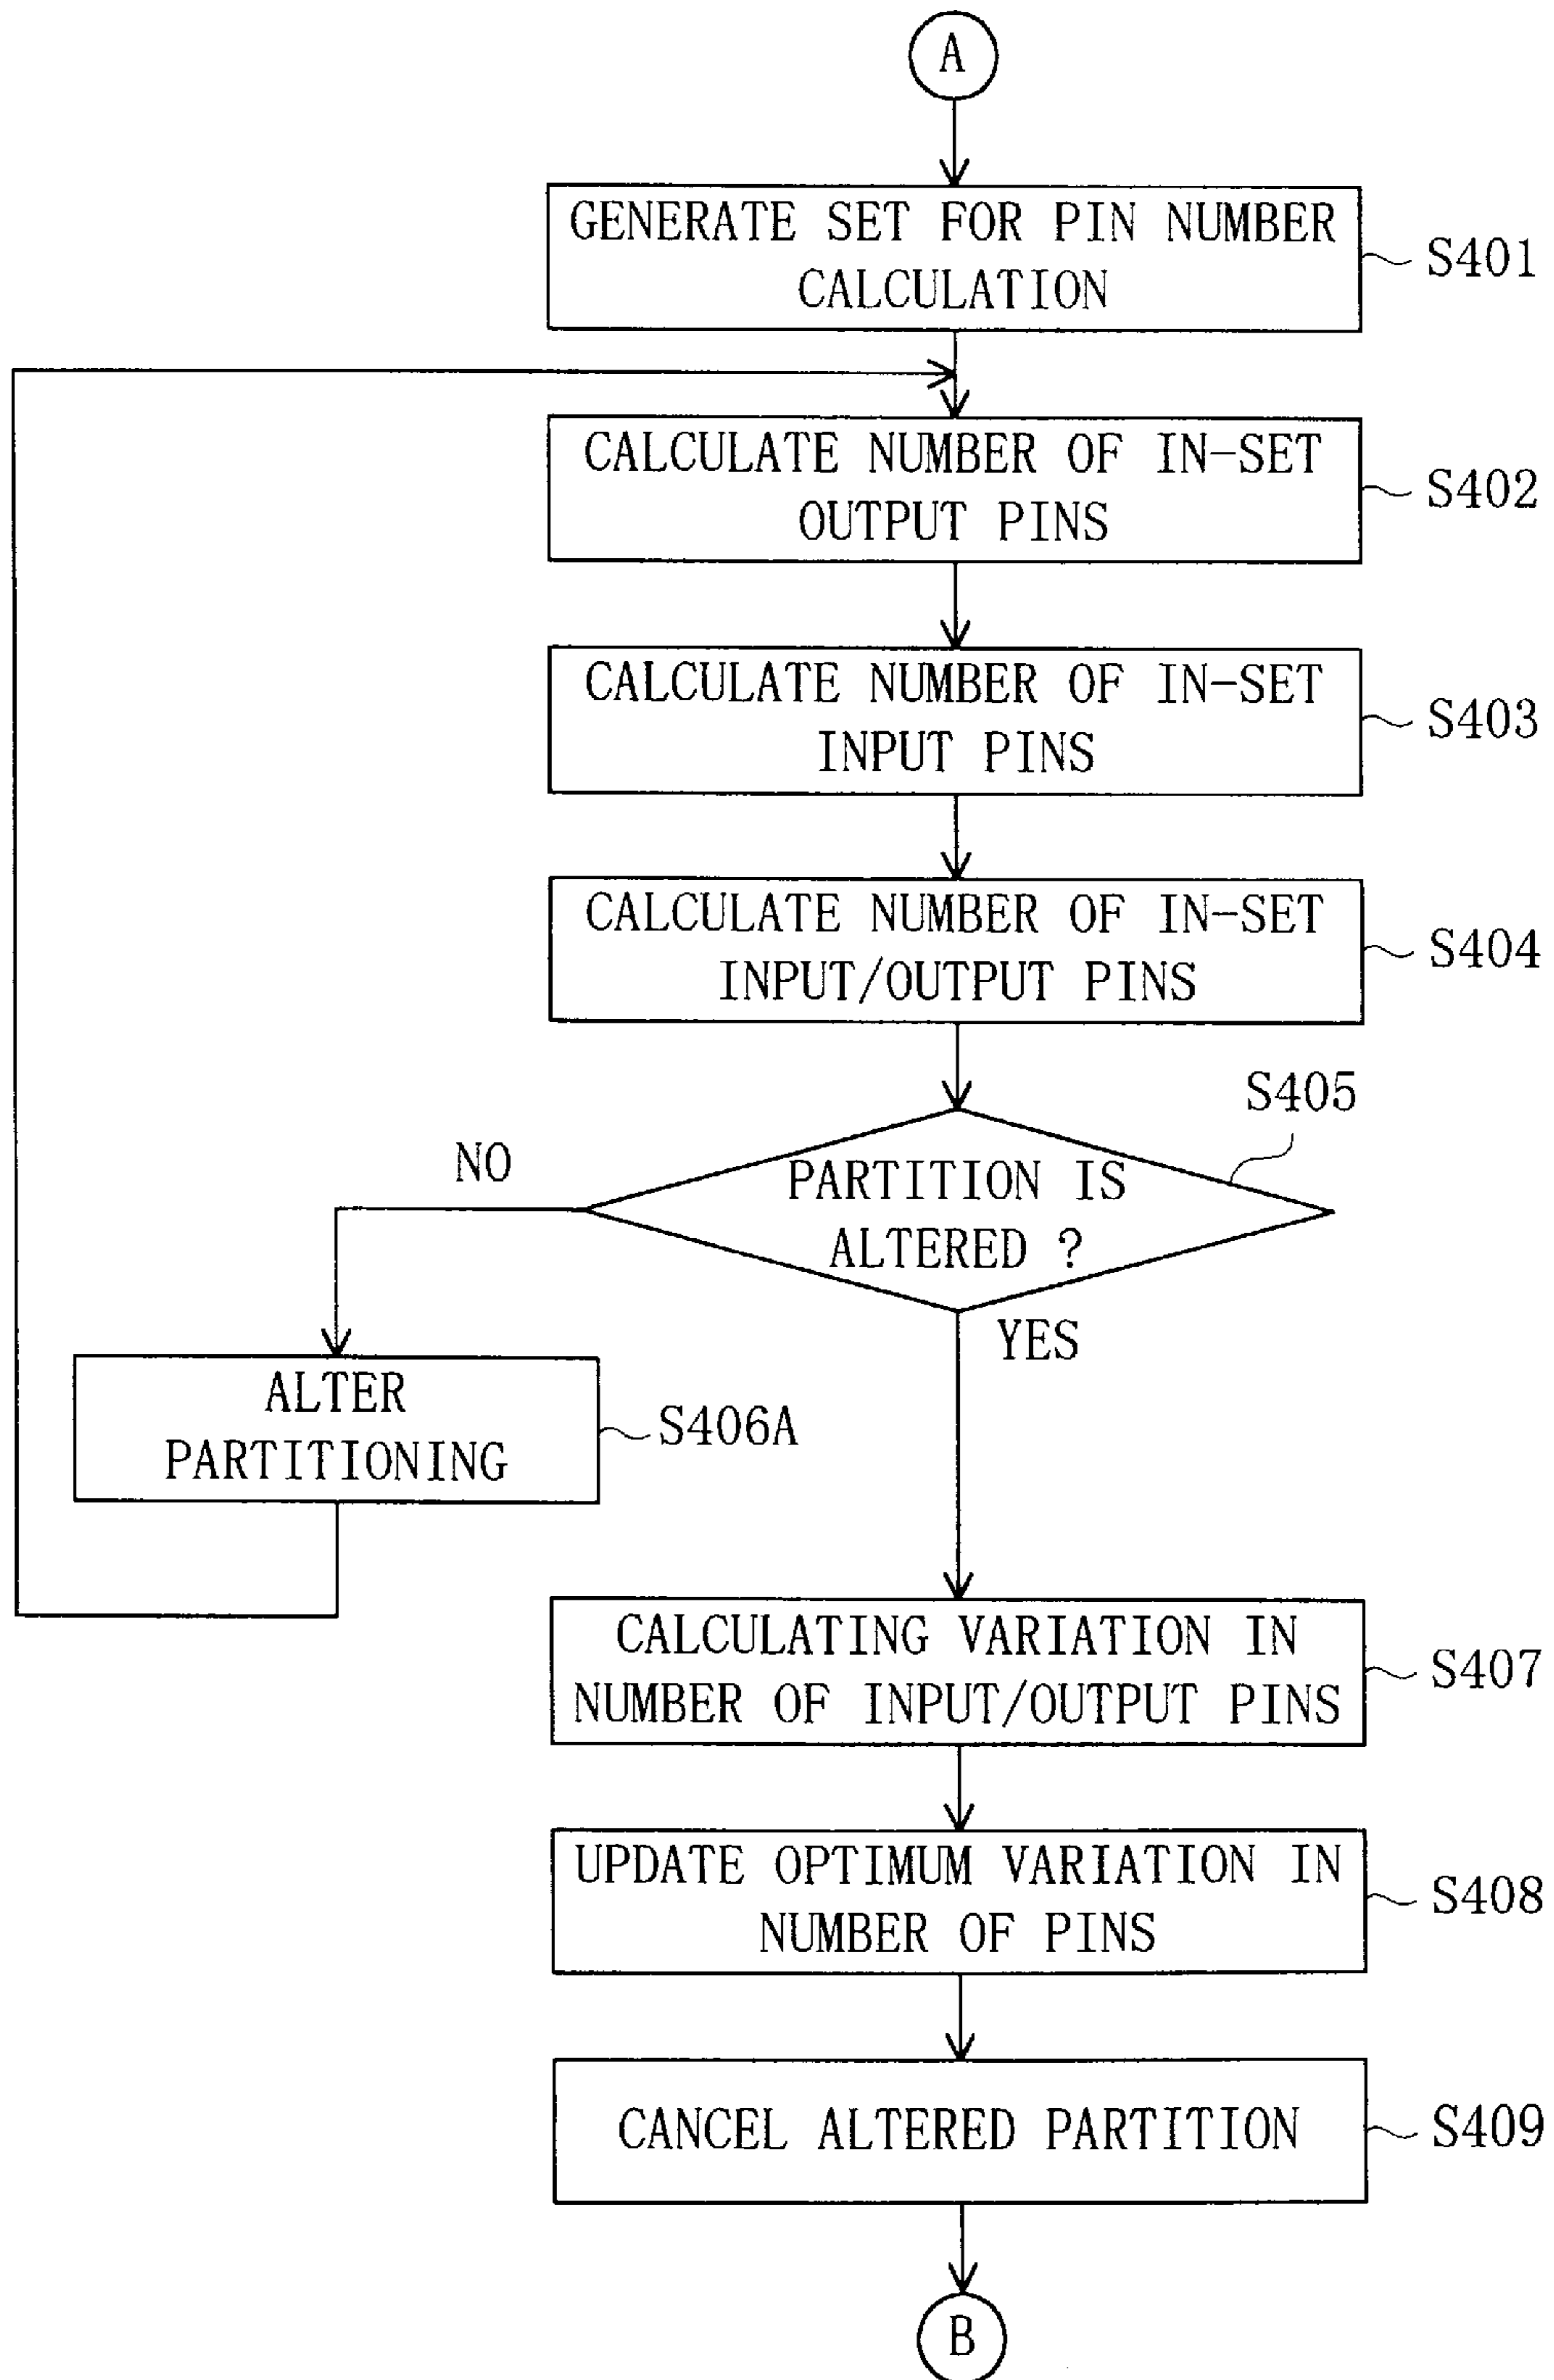 A
GENERATE SET FOR PIN NUMBER
CALCULATION
S401
CALCULATE NUMBER OF IN-SET
OUTPUT PINS
S402
CALCULATE NUMBER OF IN-SET
INPUT PINS
S403
CALCULATE NUMBER OF IN-SET
INPUT/OUTPUT PINS
S404
S405
NO
PARTITION IS
ALTERED ?
YES
ALTER
PARTITIONING
S406A
CALCULATING VARIATION IN
NUMBER OF INPUT/OUTPUT PINS
S407
UPDATE OPTIMUM VARIATION IN
NUMBER OF PINS
S408
CANCEL ALTERED PARTITION
S409
B